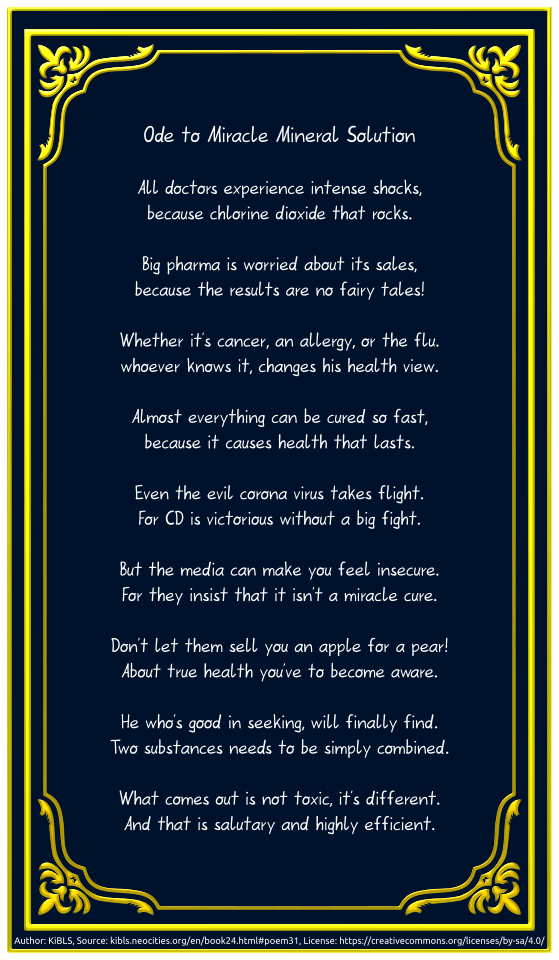 Ode to Miracle Mineral Solution
All doctors experience intense shocks,
because chlorine dioxide that rocks.
Big pharma is worried about its sales,
because the results are no fairy tales!
Whether it's cancer, an allergy, or the flu.
whoever knows it, changes his health view.
Almost everything can be cured so fast,
because it causes health that lasts.
Even the evil corona virus takes flight.
For CD is victorious without a big fight.
But the media can make you feel insecure.
For they insist that it isn't a miracle cure.
Don't let them sell you an apple for a pear!
About true health you've to become aware.
He who's good in seeking, will finally find.
Two substances needs to be simply combined.
What comes out is not toxic, it's different.
And that is salutary and highly efficient.
Author: KiBLS, Source: kibls.neocities.org/en/book24.html#poem31, License: https://creativecommons.org/licenses/by-sa/4.0/